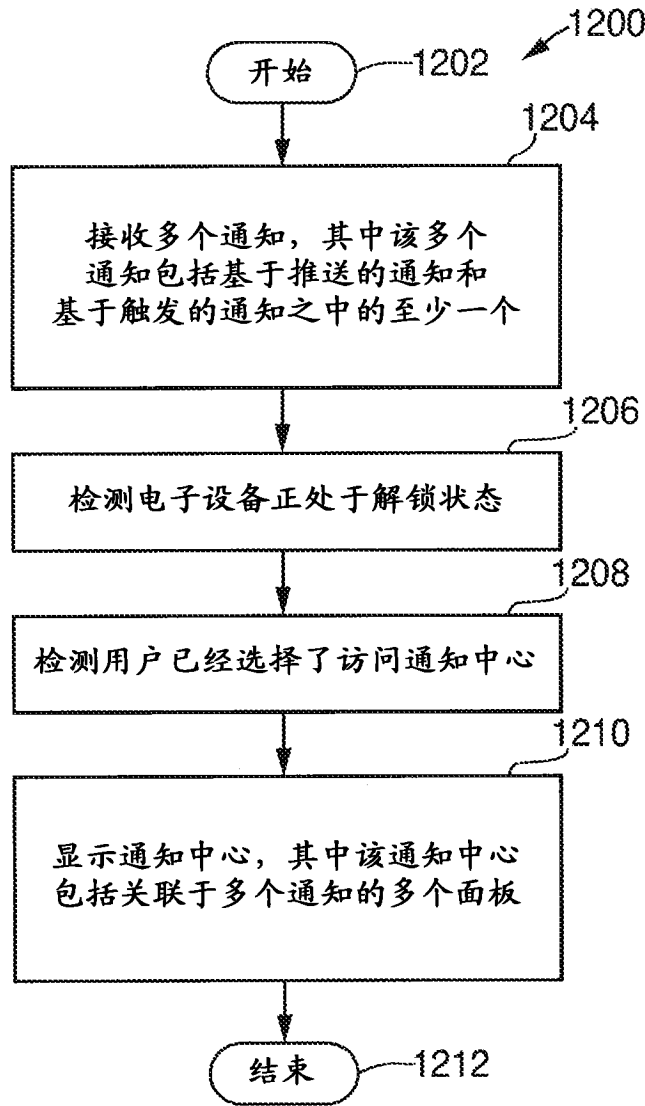 1200
开始
1202
1204
接收多个通知，其中该多个
通知包括基于推送的通知和
基于触发的通知之中的至少一个
1206
检测电子设备正处于解锁状态
1208
检测用户已经选择了访问通知中心
1210
显示通知中心，其中该通知中心
包括关联于多个通知的多个面板
结束
1212